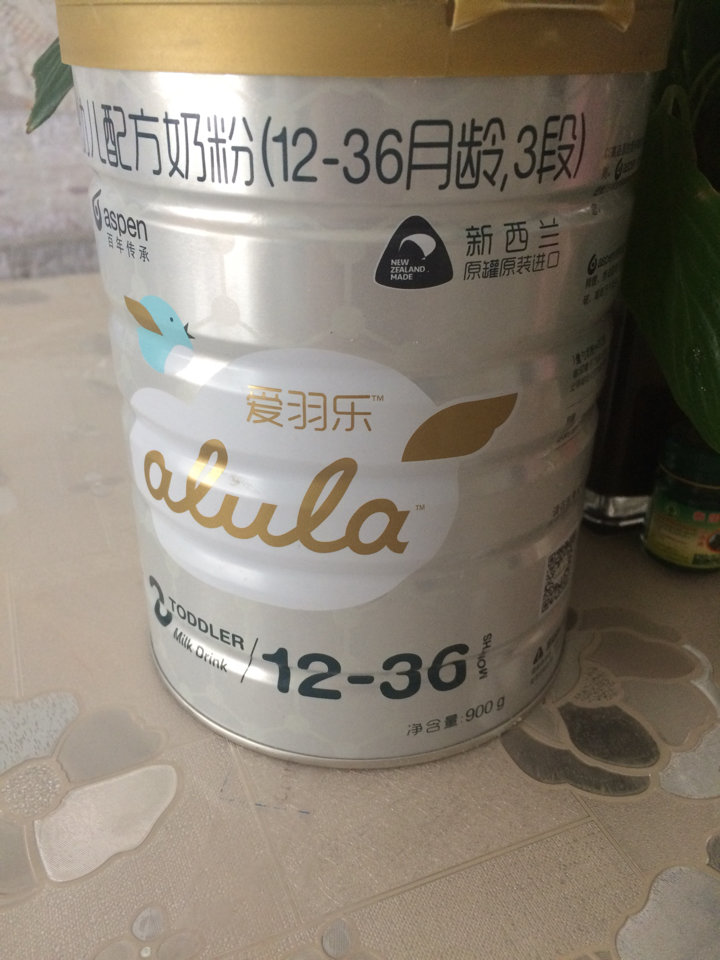 幼儿配方奶粉(12-36月龄,3段)
aspen
百年传承
NEW
ZEALAND
MADE
新西兰
原罐原装进口
爱羽乐™
alula™
TODDLER
Milk Drink
12-36
MONTHS
净含量:900 g